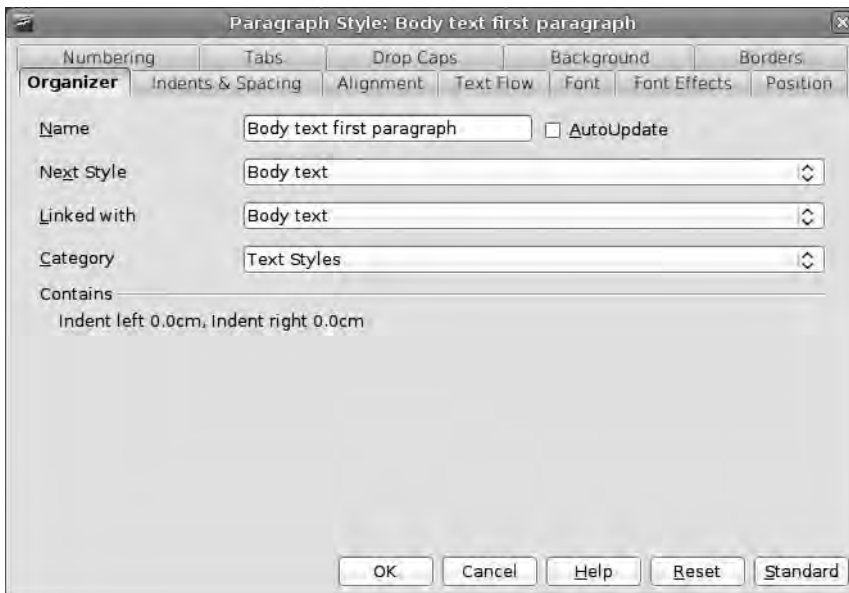 Paragraph Style: Body text first paragraph
Numbering Tabs Drop Caps Background Borders
Organizer Indents & Spacing Alignment Text Flow Font Font Effects Position
Name Body text first paragraph AutoUpdate
Next Style Body text
Linked with Body text
Category Text Styles
Contains
Indent left 0.0cm, Indent right 0.0cm
OK Cancel Help Reset Standard